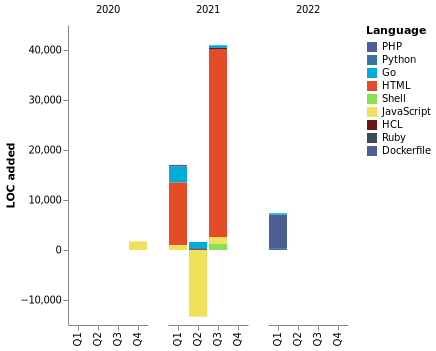 2020 2021 2022
LOC added
40,000
30,000
20,000
10,000
0
−10,000
Q1 Q2 Q3 Q4 Q1 Q2 Q3 Q4 Q1 Q2 Q3 Q4
Language
PHP
Python
Go
HTML
Shell
JavaScript
HCL
Ruby
Dockerfile